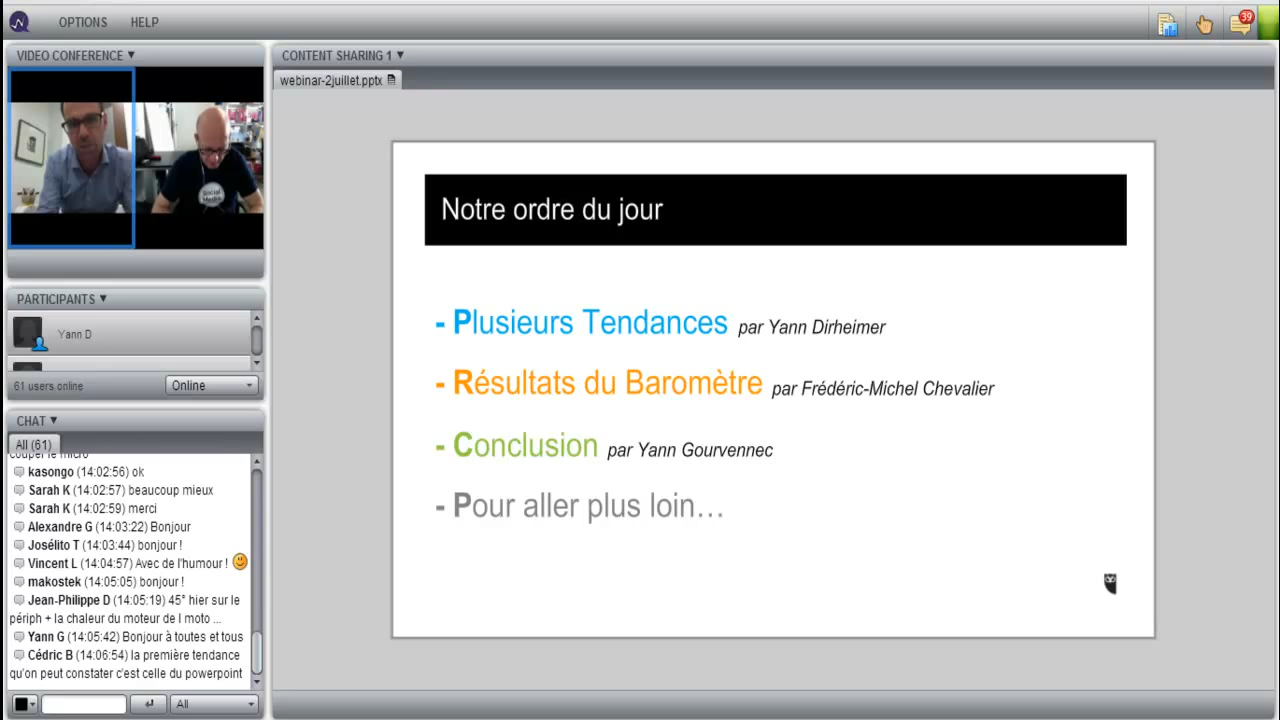 OPTIONS HELP
39
VIDEO CONFERENCE
Social
Media
PARTICIPANTS
Yann D
61 users online Online
CHAT
All (61)
couper le micro
kasongo (14:02:56) ok
Sarah K (14:02:57) beaucoup mieux
Sarah K (14:02:59) merci
Alexandre G (14:03:22) Bonjour
Josélito T (14:03:44) bonjour !
Vincent L (14:04:57) Avec de l'humour !
makostek (14:05:05) bonjour !
Jean-Philippe D (14:05:19) 45° hier sur le
périph + la chaleur du moteur de l moto ...
Yann G (14:05:42) Bonjour à toutes et tous
Cédric B (14:06:54) la première tendance
qu'on peut constater c'est celle du powerpoint
All
CONTENT SHARING 1
webinar-2juillet.pptx
Notre ordre du jour
- Plusieurs Tendances par Yann Dirheimer
- Résultats du Baromètre par Frédéric-Michel Chevalier
- Conclusion par Yann Gourvennec
- Pour aller plus loin…